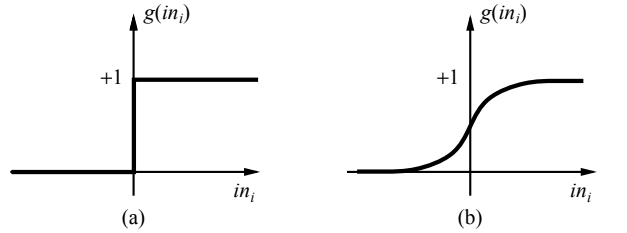 g(in_i)
+1
in_i
(a)
g(in_i)
+1
in_i
(b)